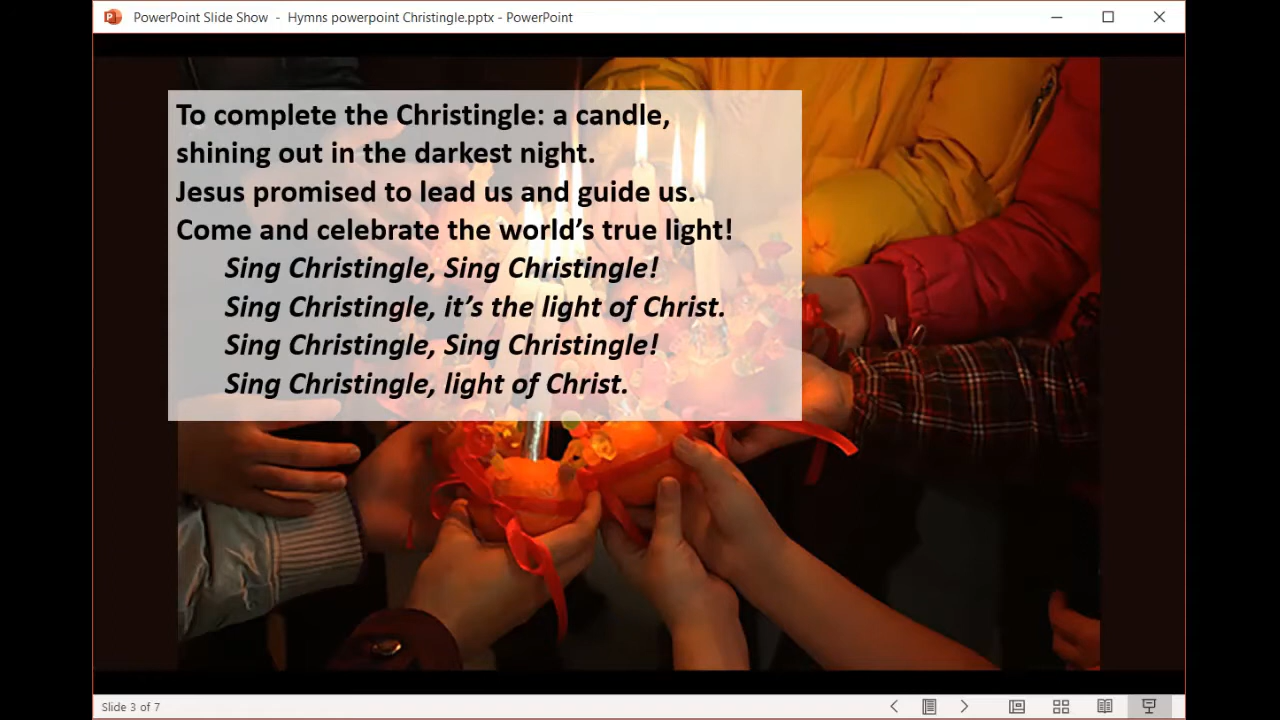 PowerPoint Slide Show - Hymns powerpoint Christingle.pptx - PowerPoint
To complete the Christingle: a candle,
shining out in the darkest night.
Jesus promised to lead us and guide us.
Come and celebrate the world’s true light!
Sing Christingle, Sing Christingle!
Sing Christingle, it’s the light of Christ.
Sing Christingle, Sing Christingle!
Sing Christingle, light of Christ.
Slide 3 of 7